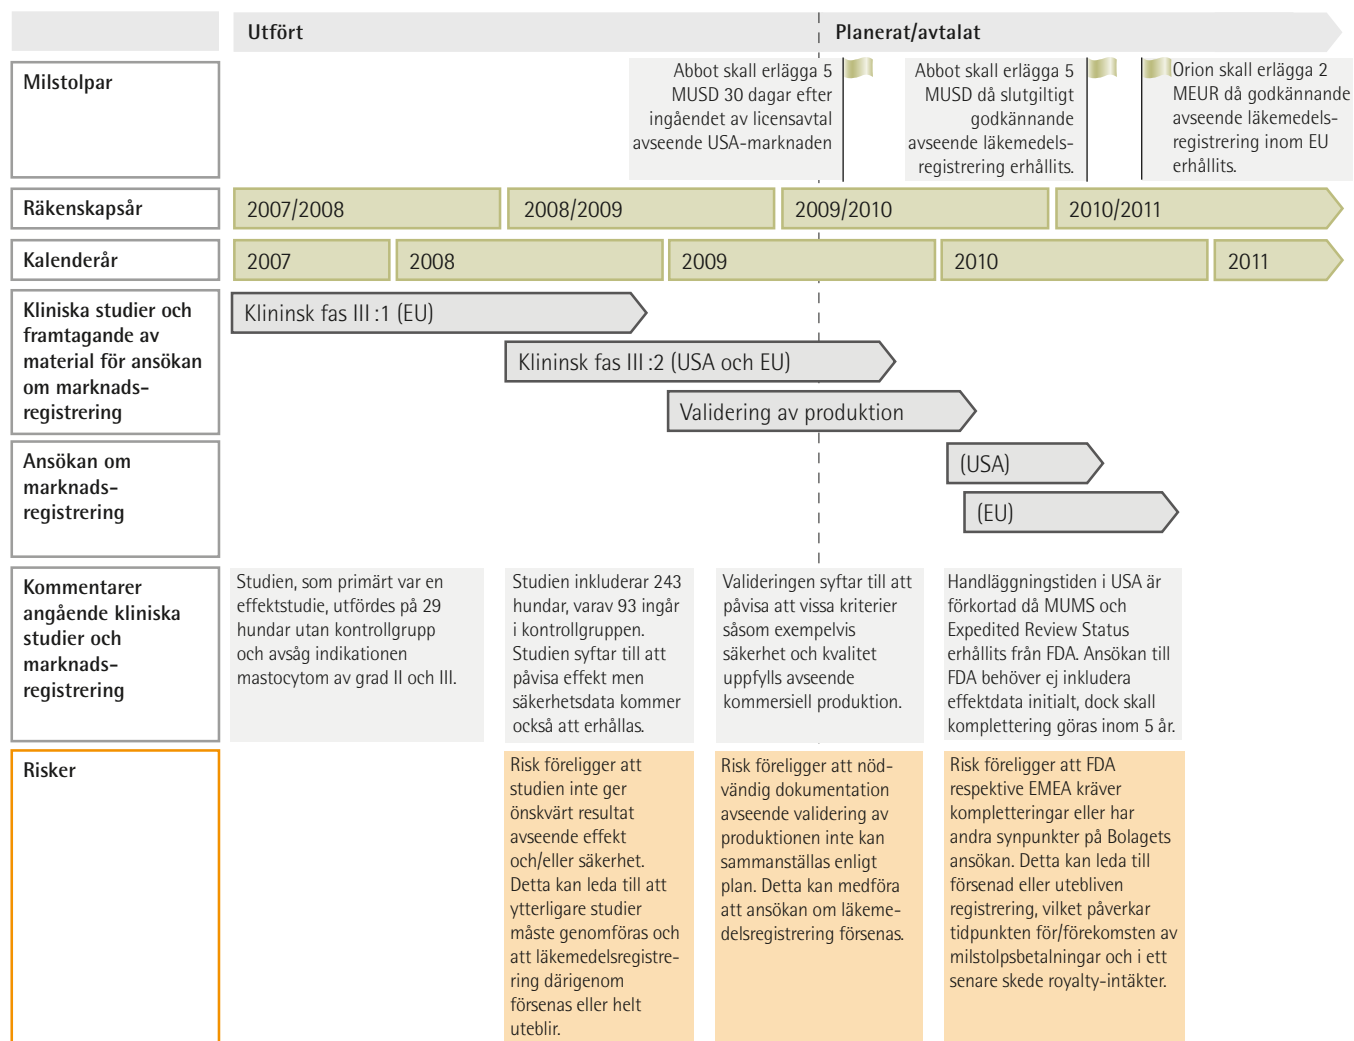 Utfört
Planerat/avtalat
Milstolpar
Abbot skall erlägga 5
MUSD 30 dagar efter
ingåendet av licensavtal
avseende USA-marknaden
Abbot skall erlägga 5
MUSD då slutgiltigt
godkännande
avseende läkemedels-
registrering erhållits.
Orion skall erlägga 2
MEUR då godkännande
avseende läkemedels-
registrering inom EU
erhållits.
Räkenskapsår
2007/2008
2008/2009
2009/2010
2010/2011
Kalenderår
2007
2008
2009
2010
2011
Kliniska studier och
framtagande av
material för ansökan
om marknads-
registrering
Klininsk fas III :1 (EU)
Klininsk fas III :2 (USA och EU)
Validering av produktion
Ansökan om
marknads-
registrering
(USA)
(EU)
Kommentarer
angående kliniska
studier och
marknads-
registrering
Studien, som primärt var en
effektstudie, utfördes på 29
hundar utan kontrollgrupp
och avsåg indikationen
mastocytom av grad II och III.
Studien inkluderar 243
hundar, varav 93 ingår
i kontrollgruppen.
Studien syftar till att
påvisa effekt men
säkerhetsdata kommer
också att erhållas.
Valideringen syftar till att
påvisa att vissa kriterier
såsom exempelvis
säkerhet och kvalitet
uppfylls avseende
kommersiell produktion.
Handläggningstiden i USA är
förkortad då MUMS och
Expedited Review Status
erhållits från FDA. Ansökan till
FDA behöver ej inkludera
effektdata initialt, dock skall
komplettering göras inom 5 år.
Risker
Risk föreligger att
studien inte ger
önskvärt resultat
avseende effekt
och/eller säkerhet.
Detta kan leda till att
ytterligare studier
måste genomföras och
att läkemedelsregistre-
ring därigenom
försenas eller helt
uteblir.
Risk föreligger att nöd-
vändig dokumentation
avseende validering av
produktionen inte kan
sammanställas enligt
plan. Detta kan medföra
att ansökan om läkeme-
delsregistrering försenas.
Risk föreligger att FDA
respektive EMEA kräver
kompletteringar eller har
andra synpunkter på Bolagets
ansökan. Detta kan leda till
försenad eller utebliven
registrering, vilket påverkar
tidpunkten för/förekomsten av
milstolpsbetalningar och i ett
senare skede royalty-intäkter.